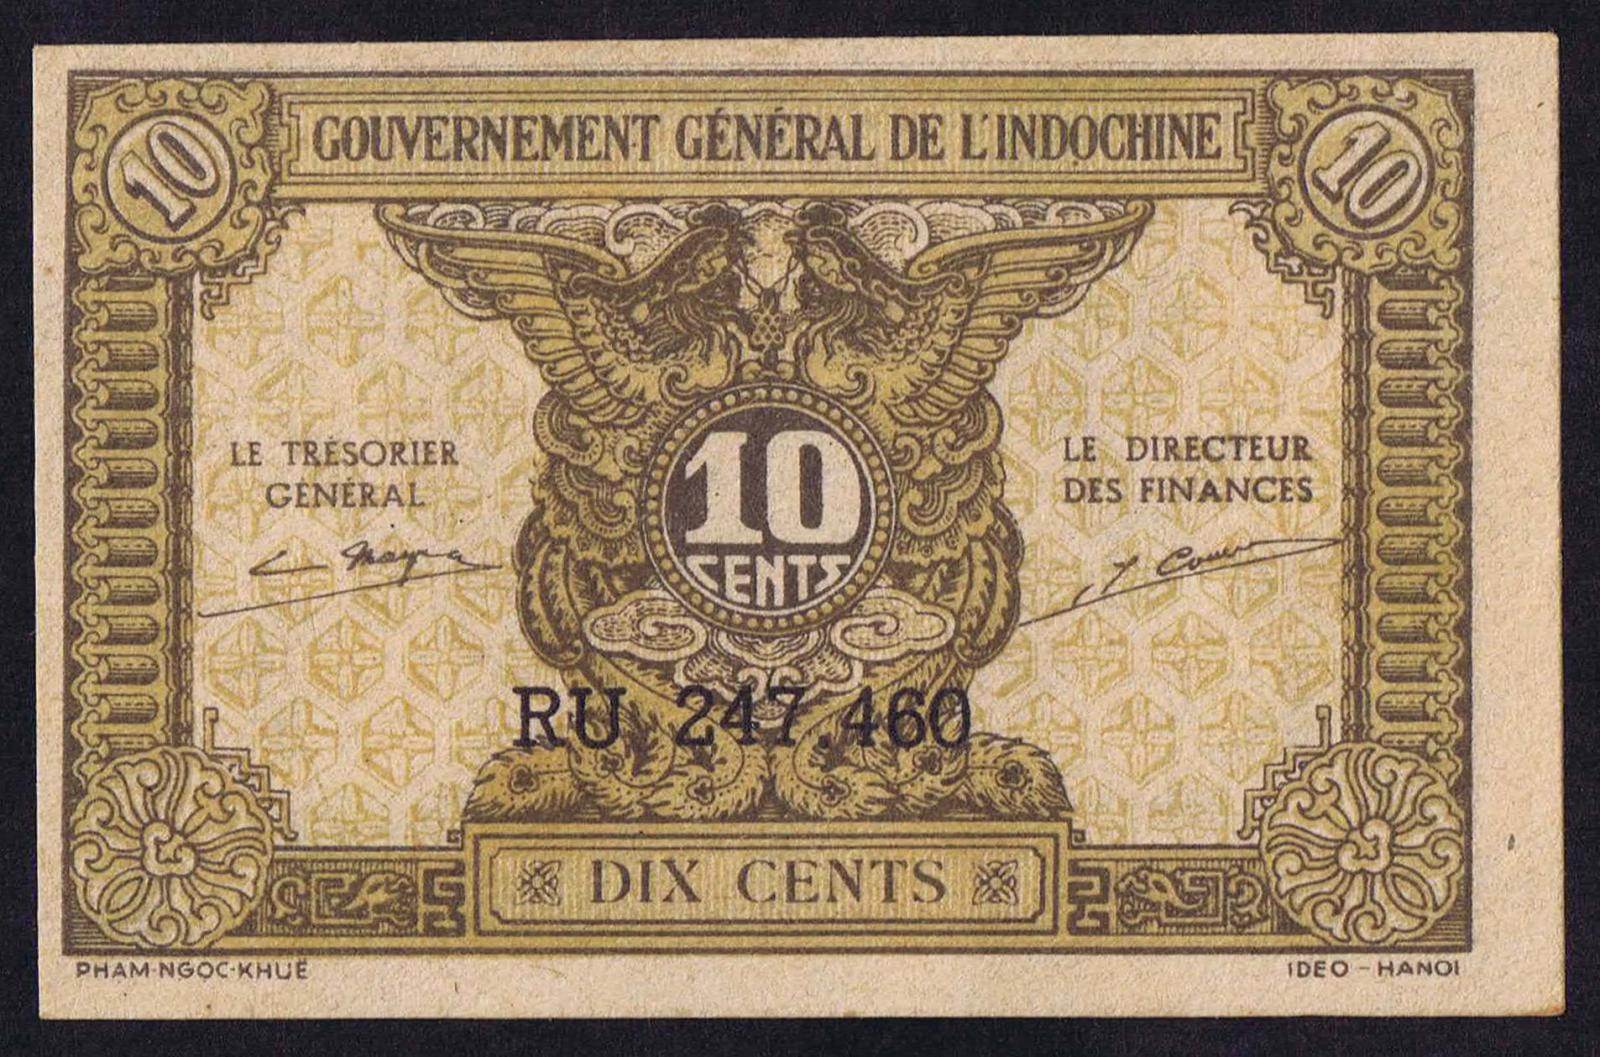 10 GOUVERNEMENT GÉNÉRAL DE L'INDOCHINE 10
LE TRÉSORIER
GÉNÉRAL
10
CENTS
LE DIRECTEUR
DES FINANCES
RU 247.460
DIX CENTS
PHAM-NGOC-KHUÊ
IDEO - HANOI